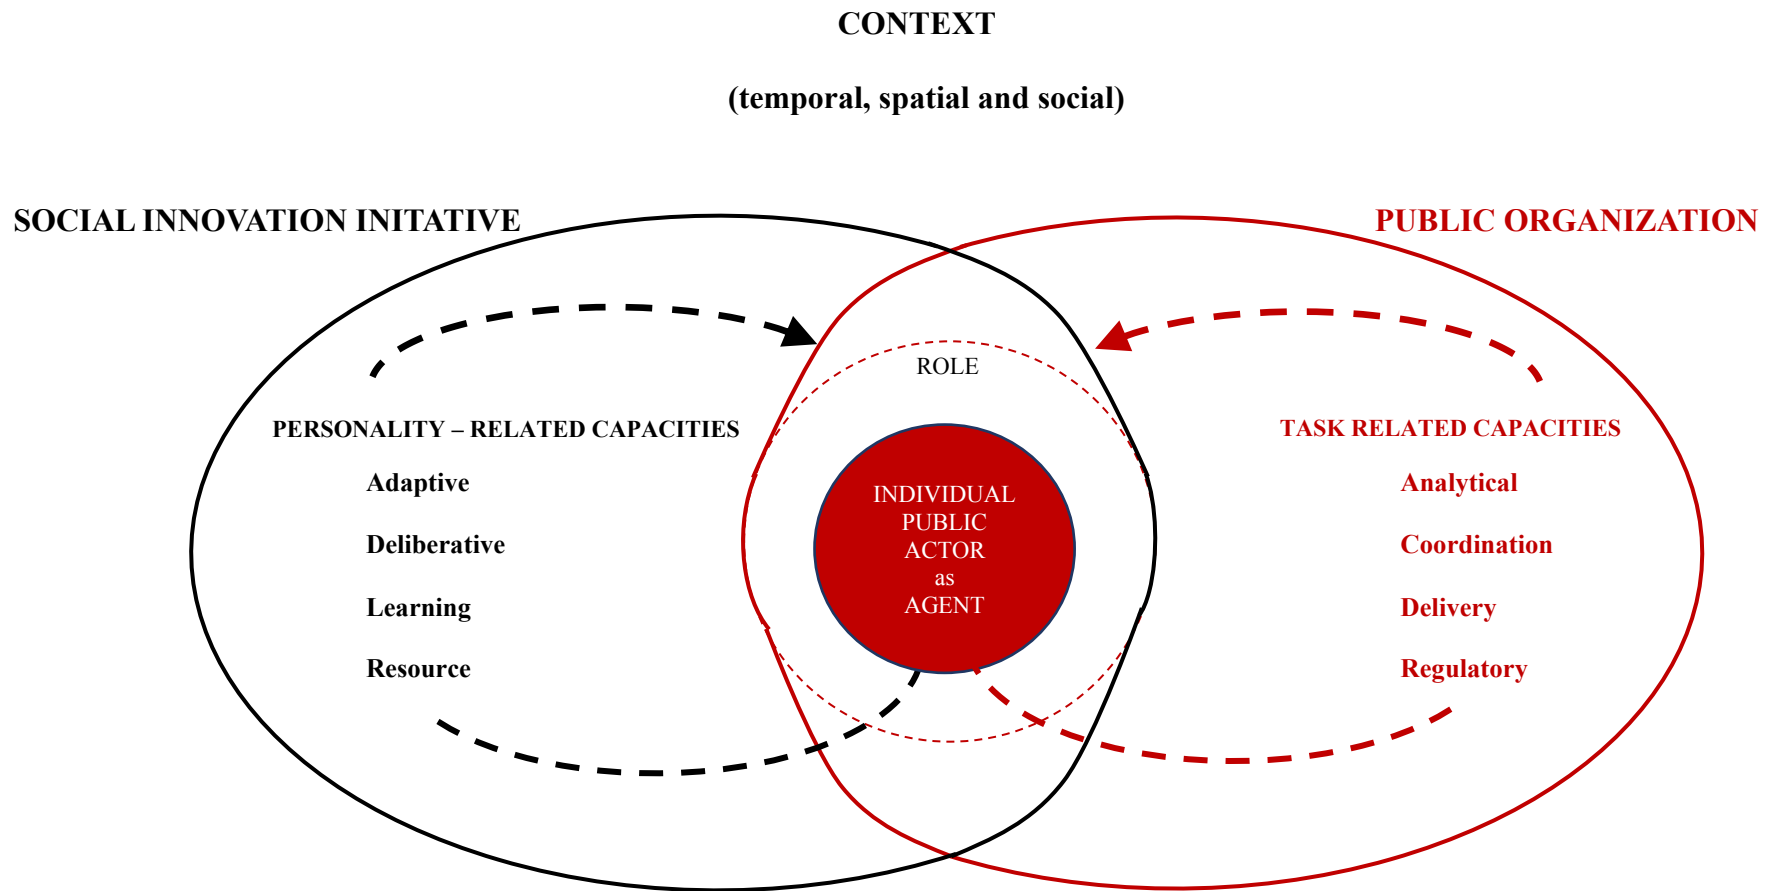 CONTEXT
(temporal, spatial and social)
SOCIAL INNOVATION INITATIVE
PUBLIC ORGANIZATION
ROLE
PERSONALITY – RELATED CAPACITIES
Adaptive
Deliberative
Learning
Resource
INDIVIDUAL
PUBLIC
ACTOR
as
AGENT
TASK RELATED CAPACITIES
Analytical
Coordination
Delivery
Regulatory